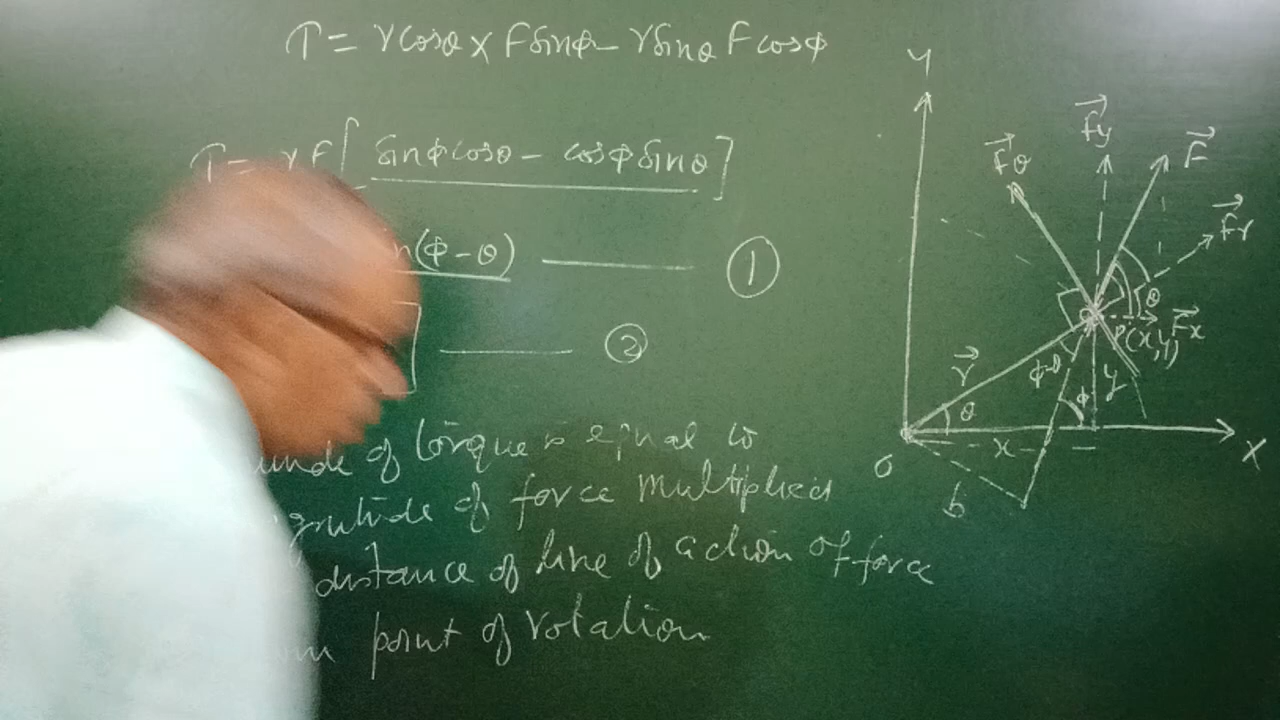 τ = r cosθ × F sinφ - r sinθ F cosφ
τ = rF[ sinφ cosθ - cosφ sinθ ]
n(φ-θ) ——— ①
] ——— ②
of torque is equal to
of force multiplied
distance of line of action of force
point of rotation
Y
F⃗y
F⃗θ
F⃗
F⃗r
θ
F⃗x
P(x,y)
r⃗
φ-θ
y
φ
θ
x
X
O
b